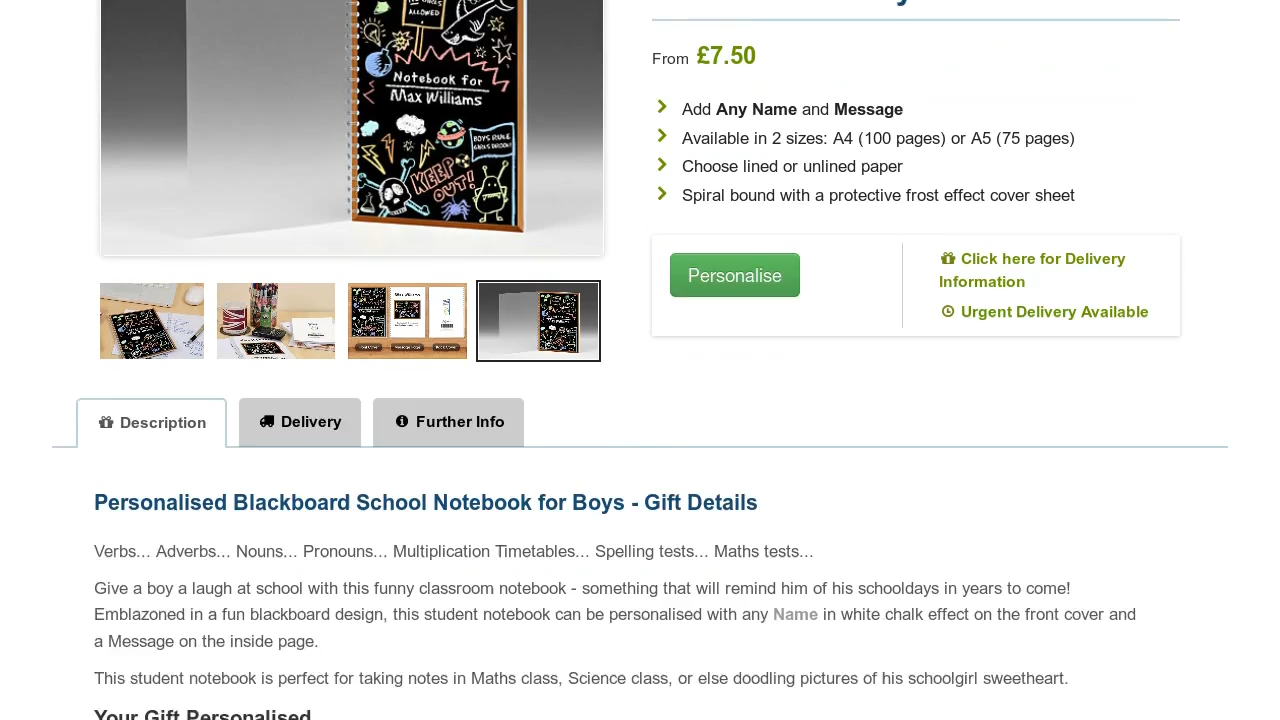 ALLOWED
Notebook for
Max Williams
BOYS RULE
KEEP
OUT!
From £7.50
Add Any Name and Message
Available in 2 sizes: A4 (100 pages) or A5 (75 pages)
Choose lined or unlined paper
Spiral bound with a protective frost effect cover sheet
Personalise
Click here for Delivery
Information
Urgent Delivery Available
Description
Delivery
Further Info
Personalised Blackboard School Notebook for Boys - Gift Details
Verbs... Adverbs... Nouns... Pronouns... Multiplication Timetables... Spelling tests... Maths tests...
Give a boy a laugh at school with this funny classroom notebook - something that will remind him of his schooldays in years to come!
Emblazoned in a fun blackboard design, this student notebook can be personalised with any Name in white chalk effect on the front cover and
a Message on the inside page.
This student notebook is perfect for taking notes in Maths class, Science class, or else doodling pictures of his schoolgirl sweetheart.
Your Gift Personalised